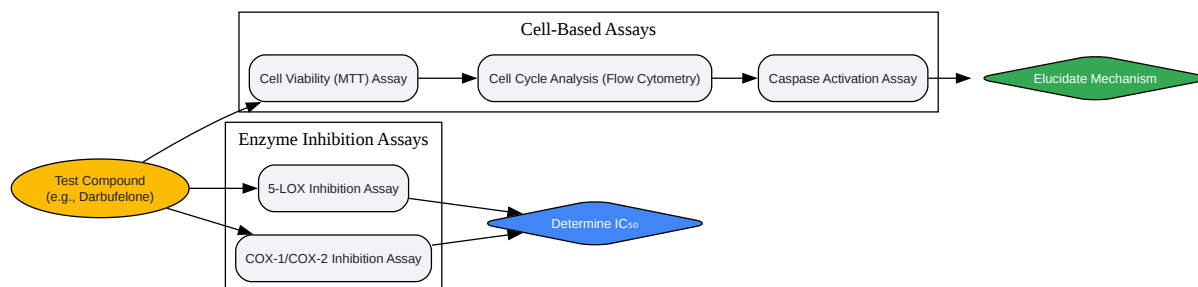 Cell-Based Assays
Cell Viability (MTT) Assay
Cell Cycle Analysis (Flow Cytometry)
Caspase Activation Assay
Elucidate Mechanism
Enzyme Inhibition Assays
Test Compound
(e.g., Darbufelone)
5-LOX Inhibition Assay
Determine IC₅₀
COX-1/COX-2 Inhibition Assay